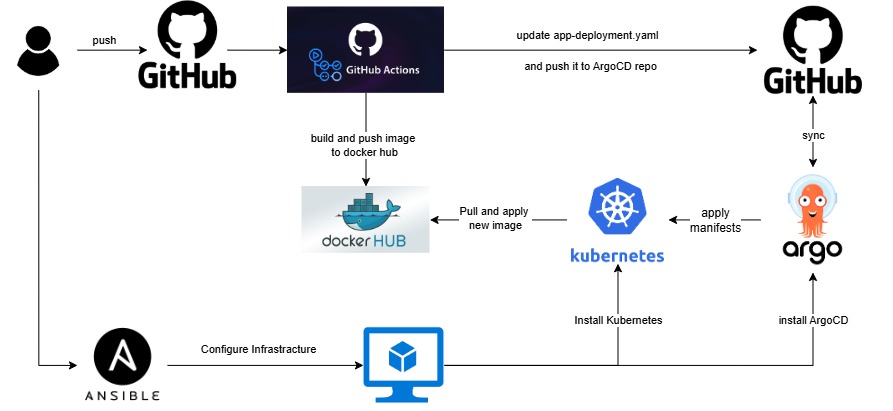 push
GitHub
GitHub Actions
update app-deployment.yaml
and push it to ArgoCD repo
GitHub
build and push image
to docker hub
sync
docker HUB
Pull and apply
new image
kubernetes
apply
manifests
argo
Install Kubernetes
install ArgoCD
Configure Infrastracture
ANSIBLE